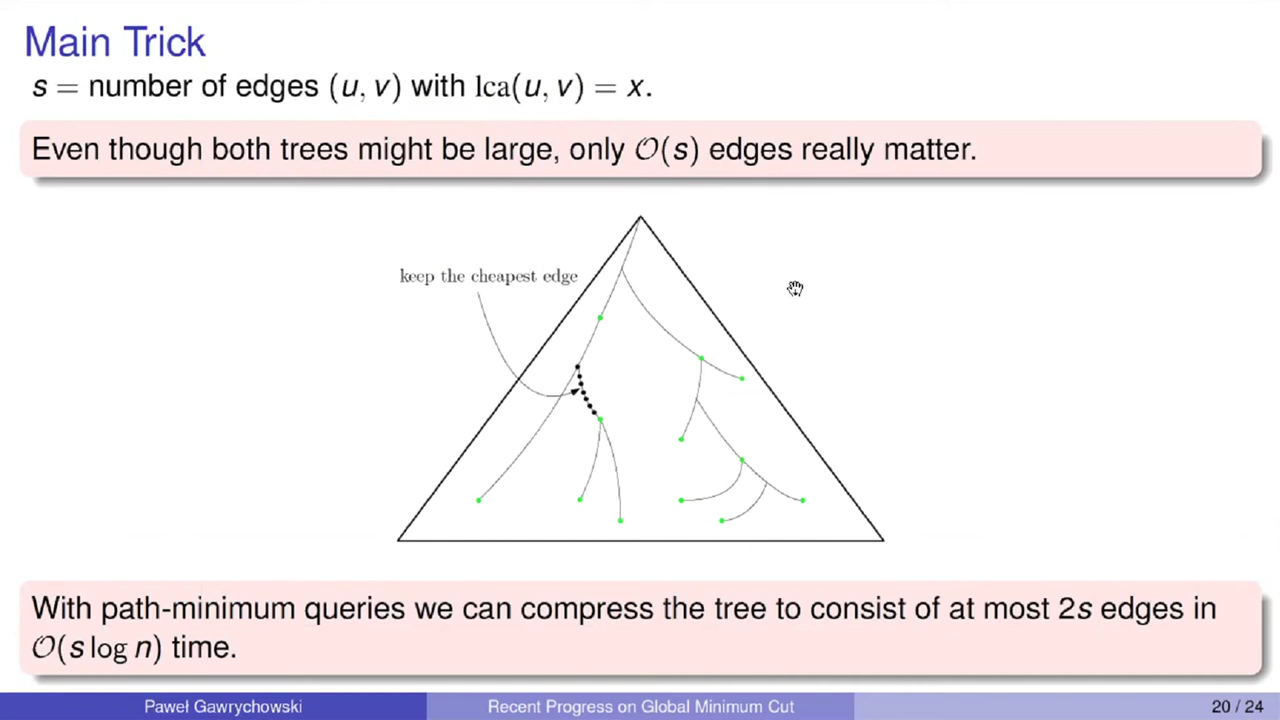 Main Trick
s = number of edges (u, v) with lca(u, v) = x.
Even though both trees might be large, only O(s) edges really matter.
keep the cheapest edge
With path-minimum queries we can compress the tree to consist of at most 2s edges in
O(s log n) time.
Paweł Gawrychowski
Recent Progress on Global Minimum Cut
20 / 24